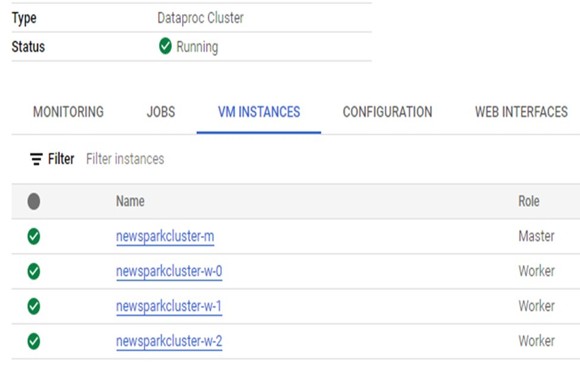 Type Dataproc Cluster
Status Running
MONITORING JOBS VM INSTANCES CONFIGURATION WEB INTERFACES
Filter Filter instances
Name Role
newsparkcluster-m Master
newsparkcluster-w-0 Worker
newsparkcluster-w-1 Worker
newsparkcluster-w-2 Worker